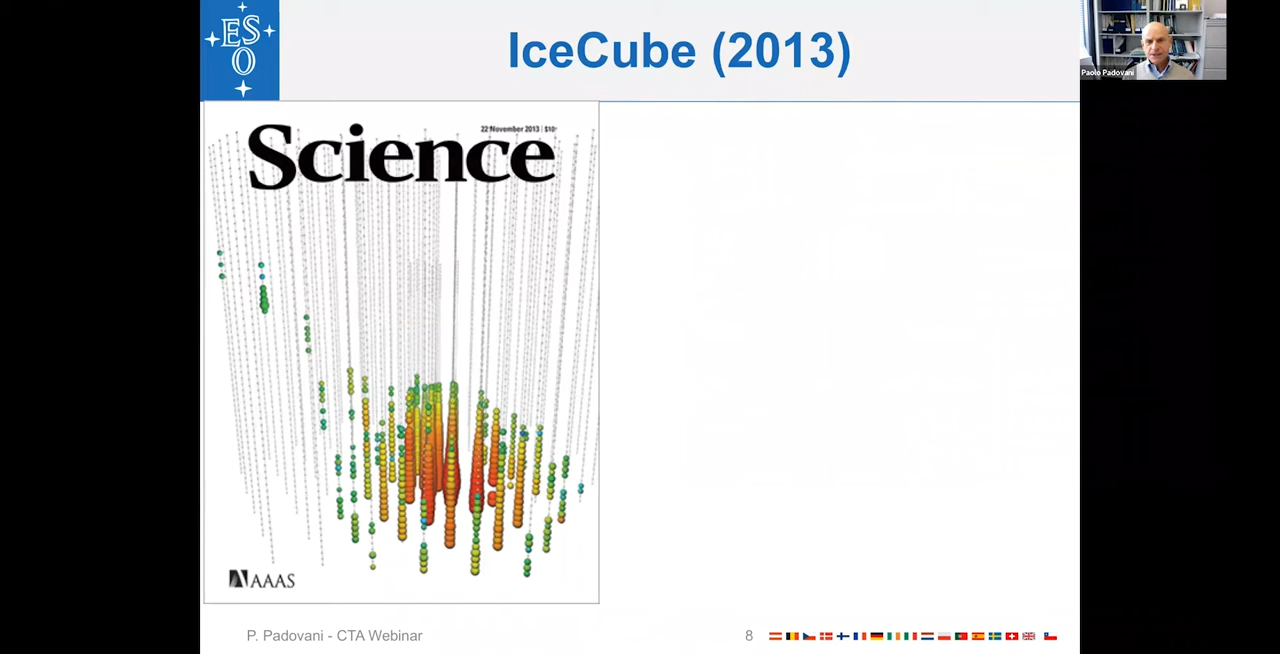 ESO
IceCube (2013)
Paolo Padovani
22 November 2013 | $10
Science
AAAS
P. Padovani - CTA Webinar
8